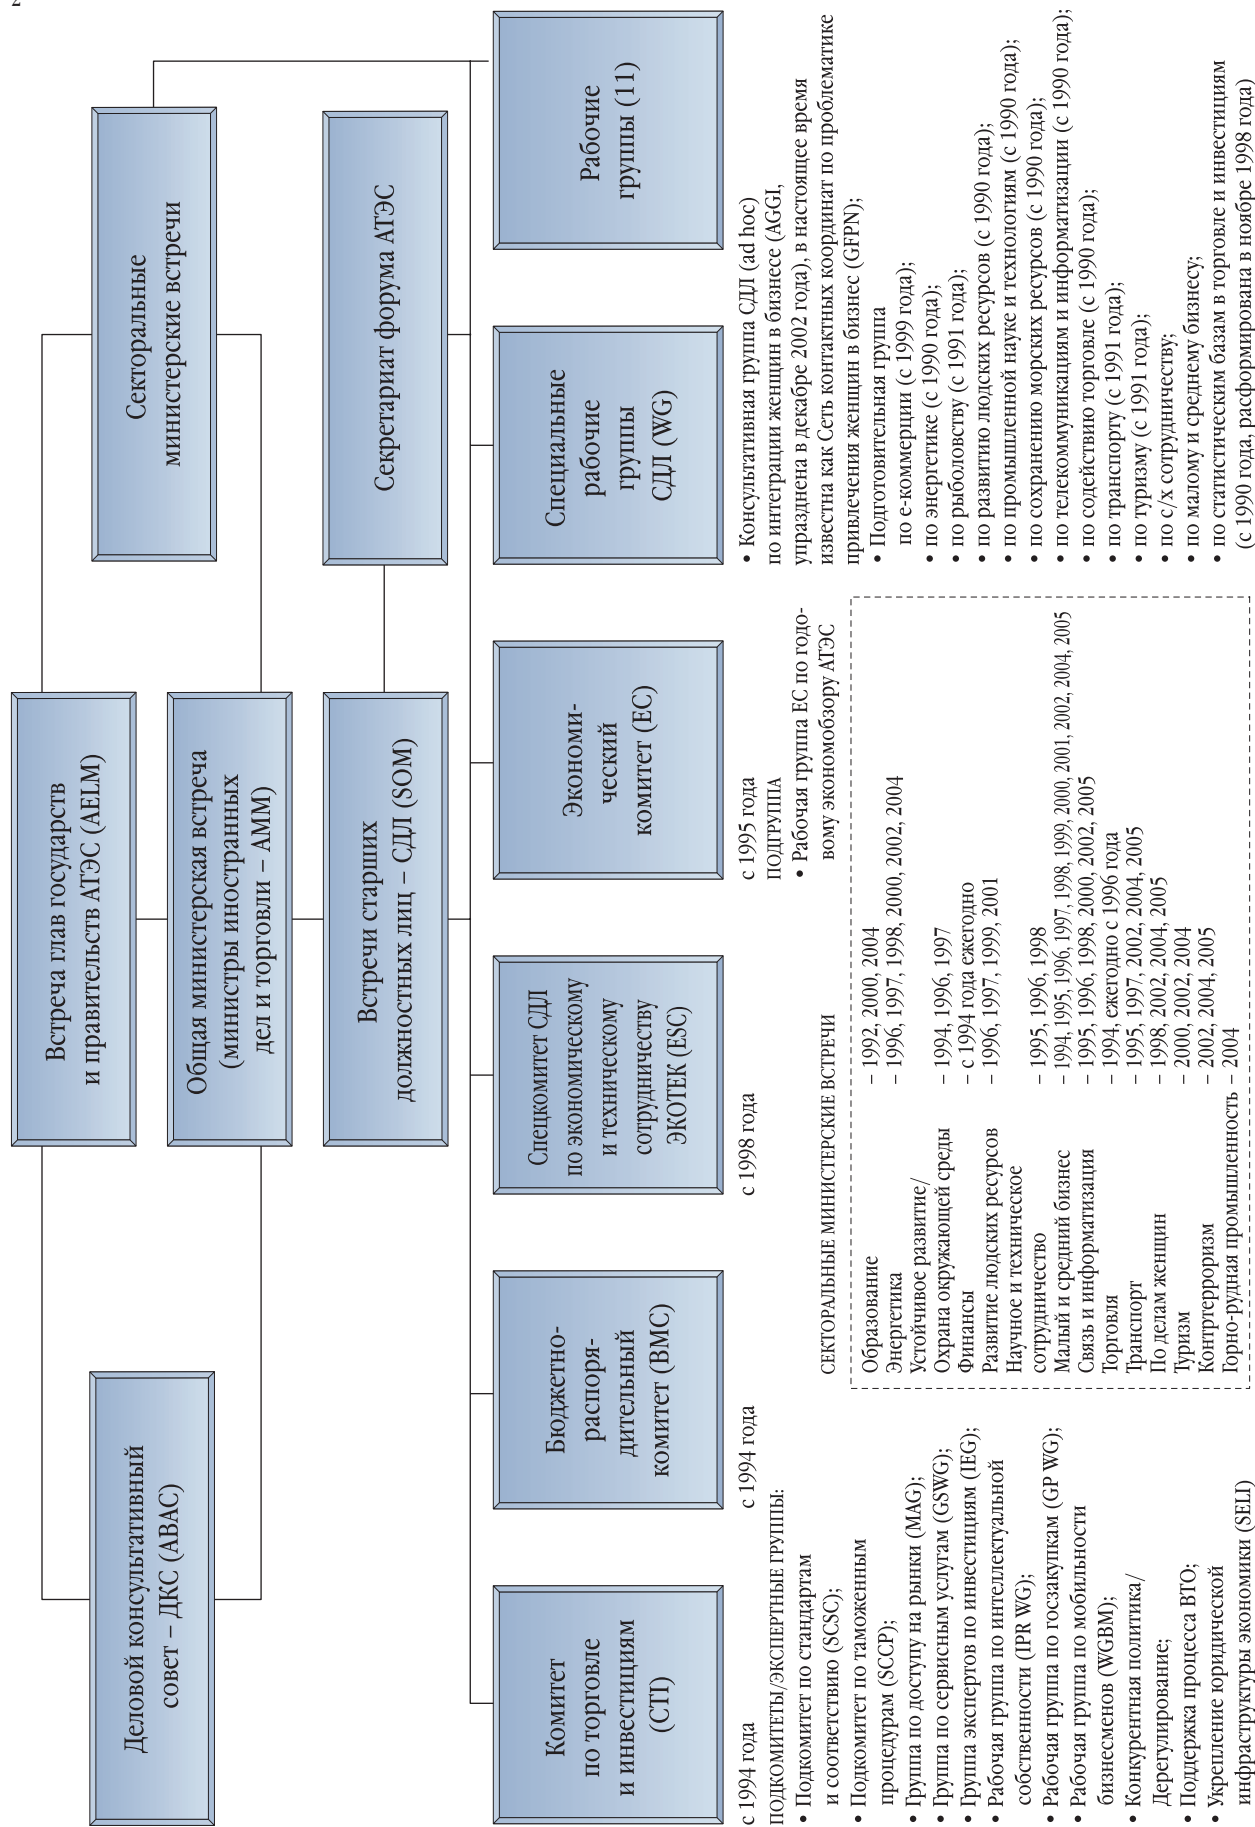 2
Встреча глав государств
и правительств АТЭС (AELM)
Деловой консультативный
совет – ДКС (ABAC)
Секторальные
министерские встречи
Общая министерская встреча
(министры иностранных
дел и торговли – АММ)
Встречи старших
должностных лиц – СДЛ (SOM)
Секретариат форума АТЭС
Комитет
по торговле
и инвестициям
(CTI)
Бюджетно-
распоря-
дительный
комитет (BMC)
Спецкомитет СДЛ
по экономическому
и техническому
сотрудничеству
ЭКОТЕК (ESC)
Экономи-
ческий
комитет (EC)
Специальные
рабочие
группы
СДЛ (WG)
Рабочие
группы (11)
с 1994 года
ПОДКОМИТЕТЫ/ЭКСПЕРТНЫЕ ГРУППЫ:
• Подкомитет по стандартам
и соответствию (SCSC);
• Подкомитет по таможенным
процедурам (SCCP);
• Группа по доступу на рынки (MAG);
• Группа по сервисным услугам (GSWG);
• Группа экспертов по инвестициям (IEG);
• Рабочая группа по интеллектуальной
собственности (IPR WG);
• Рабочая группа по госзакупкам (GP WG);
• Рабочая группа по мобильности
бизнесменов (WGBM);
• Конкурентная политика/
Дерегулирование;
• Поддержка процесса ВТО;
• Укрепление юридической
инфраструктуры экономики (SELI)
с 1994 года
с 1998 года
с 1995 года
ПОДГРУППА
• Рабочая группа ЕС по годо-
вому экономобзору АТЭС
СЕКТОРАЛЬНЫЕ МИНИСТЕРСКИЕ ВСТРЕЧИ
Образование – 1992, 2000, 2004
Энергетика – 1996, 1997, 1998, 2000, 2002, 2004
Устойчивое развитие/
Охрана окружающей среды – 1994, 1996, 1997
Финансы – с 1994 года ежегодно
Развитие людских ресурсов – 1996, 1997, 1999, 2001
Научное и техническое
сотрудничество – 1995, 1996, 1998
Малый и средний бизнес – 1994, 1995, 1996, 1997, 1998, 1999, 2000, 2001, 2002, 2004, 2005
Связь и информатизация – 1995, 1996, 1998, 2000, 2002, 2005
Торговля – 1994, ежегодно с 1996 года
Транспорт – 1995, 1997, 2002, 2004, 2005
По делам женщин – 1998, 2002, 2004, 2005
Туризм – 2000, 2002, 2004
Контртерроризм – 2002, 2004, 2005
Горно-рудная промышленность – 2004
• Консультативная группа СДЛ (ad hoc)
по интеграции женщин в бизнесе (AGGI,
упразднена в декабре 2002 года), в настоящее время
известна как Сеть контактных координат по проблематике
привлечения женщин в бизнес (GFPN);
• Подготовительная группа
по е-коммерции (с 1999 года);
• по энергетике (с 1990 года);
• по рыболовству (с 1991 года);
• по развитию людских ресурсов (с 1990 года);
• по промышленной науке и технологиям (с 1990 года);
• по сохранению морских ресурсов (с 1990 года);
• по телекоммуникациям и информатизации (с 1990 года);
• по содействию торговле (с 1990 года);
• по транспорту (с 1991 года);
• по туризму (с 1991 года);
• по с/х сотрудничеству;
• по малому и среднему бизнесу;
• по статистическим базам в торговле и инвестициям
(с 1990 года, расформирована в ноябре 1998 года)